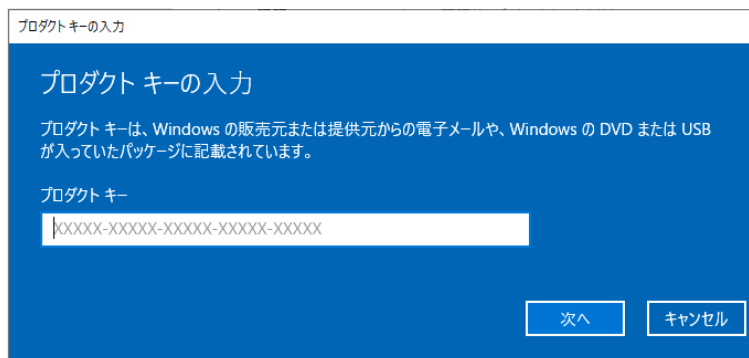 プロダクト キーの入力
プロダクト キーの入力
プロダクト キーは、Windows の販売元または提供元からの電子メールや、Windows の DVD または USB
が入っていたパッケージに記載されています。
プロダクト キー
XXXXX-XXXXX-XXXXX-XXXXX-XXXXX
次へ
キャンセル